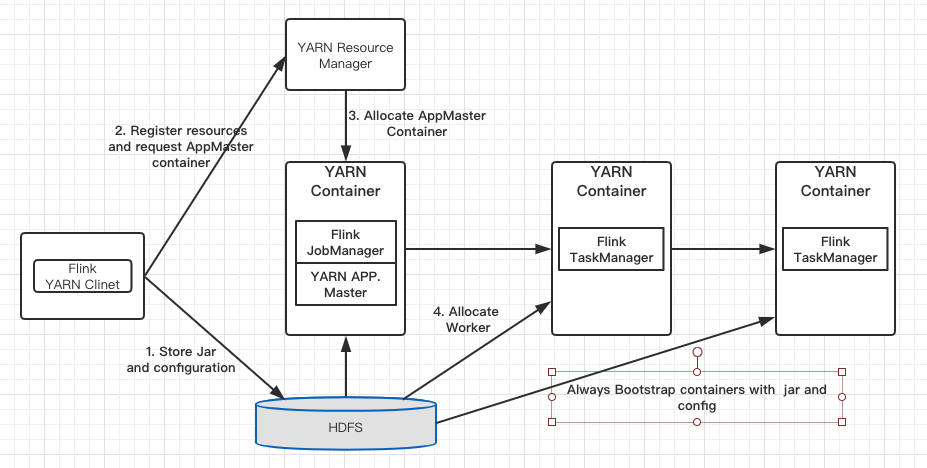 YARN Resource
Manager
2. Register resources
and request AppMaster
container
3. Allocate AppMaster
Container
YARN
Container
Flink
JobManager
YARN APP.
Master
YARN
Container
Flink
TaskManager
YARN
Container
Flink
TaskManager
Flink
YARN Clinet
4. Allocate
Worker
1. Store Jar
and configuration
Always Bootstrap containers with jar and
config
HDFS